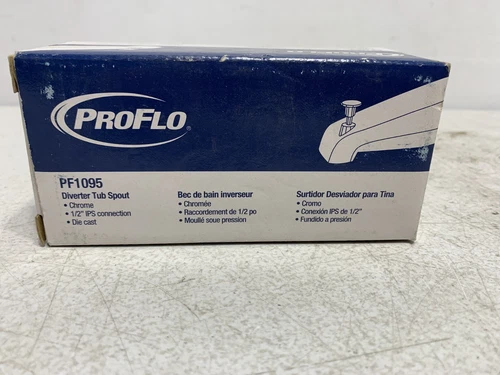 PROFLO®
PF1095
Diverter Tub Spout
• Chrome
• 1/2" IPS connection
• Die cast
Bec de bain inverseur
• Chromée
• Raccordement de 1/2 po
• Moullé sous pression
Surtidor Desviador para Tina
• Cromo
• Conexión IPS de 1/2"
• Fundido a presión